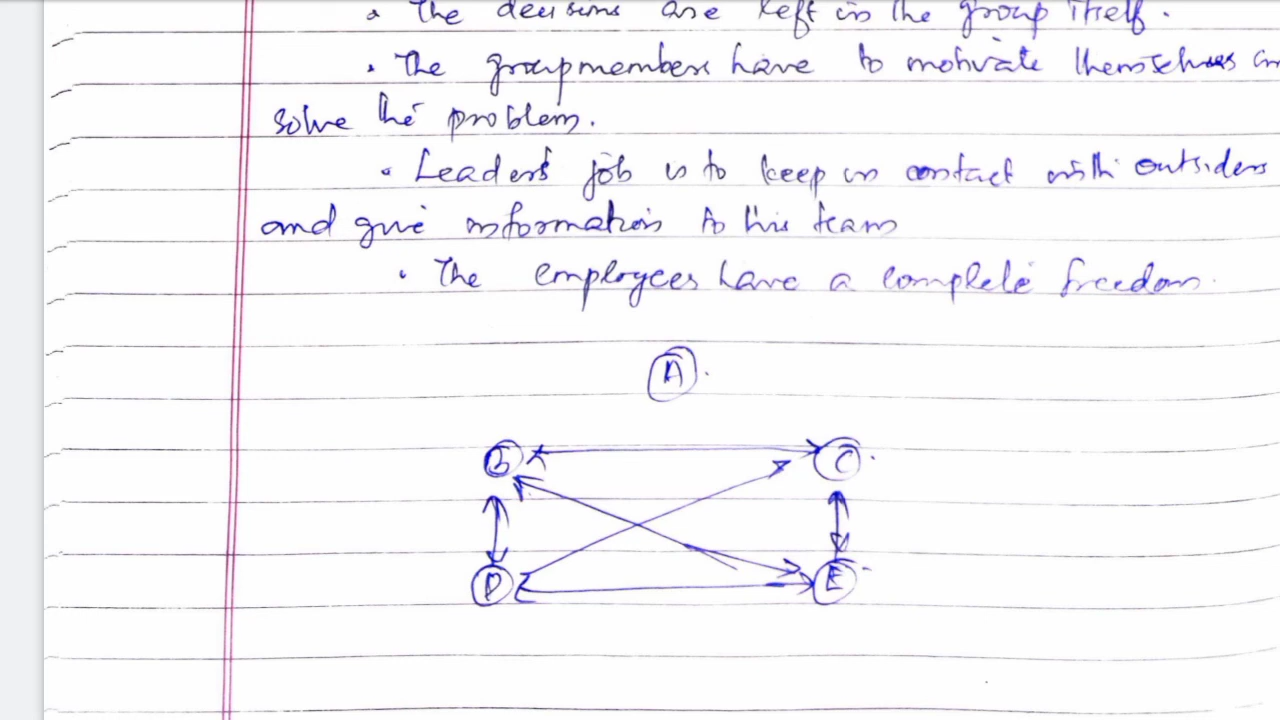 • The decisions are left in the group itself.
• The groupmembers have to motivate themselves
solve the problem.
• Leaders job is to keep in contact with outsiders
and give information to this team
• The employees have a complete freedom.
A
B C
D E